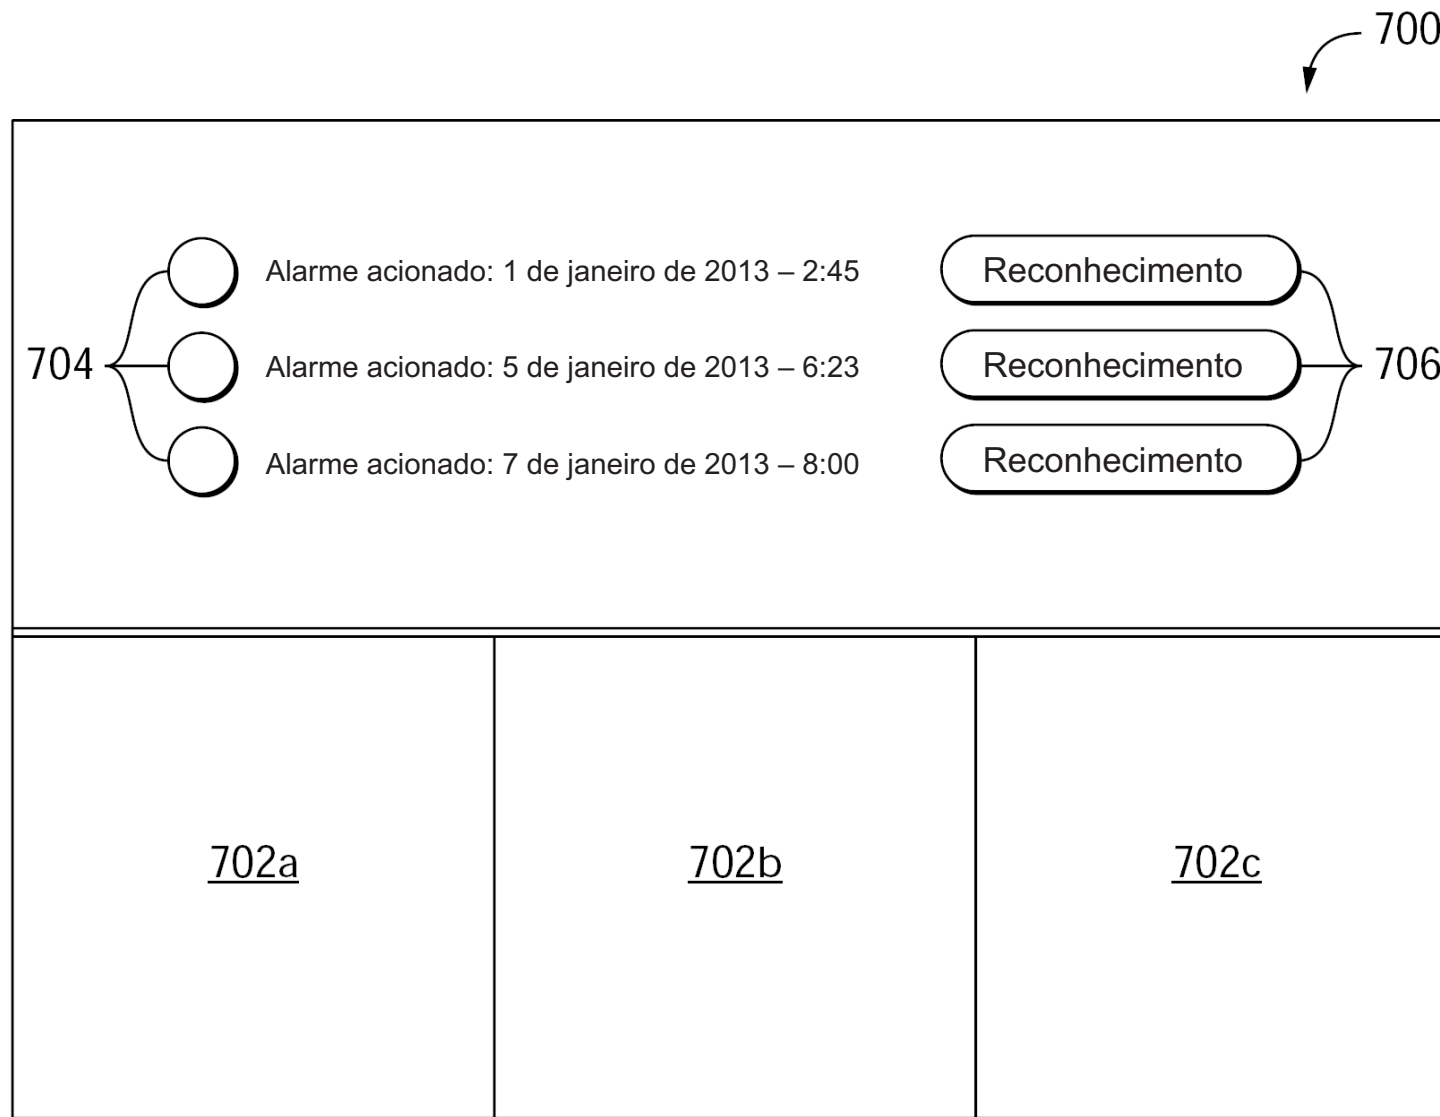 700
Alarme acionado: 1 de janeiro de 2013 – 2:45 Reconhecimento
704 Alarme acionado: 5 de janeiro de 2013 – 6:23 Reconhecimento 706
Alarme acionado: 7 de janeiro de 2013 – 8:00 Reconhecimento
702a 702b 702c